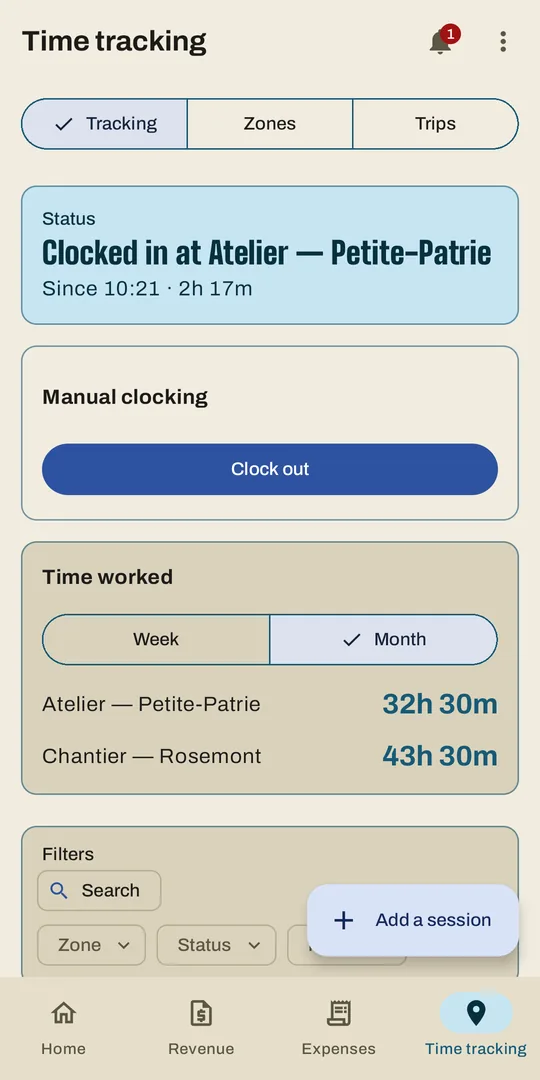 Time tracking
1
Tracking
Zones
Trips
Status
Clocked in at Atelier — Petite-Patrie
Since 10:21 · 2h 17m
Manual clocking
Clock out
Time worked
Week
Month
Atelier — Petite-Patrie
32h 30m
Chantier — Rosemont
43h 30m
Filters
Search
Add a session
Zone
Status
Home
Revenue
Expenses
Time tracking